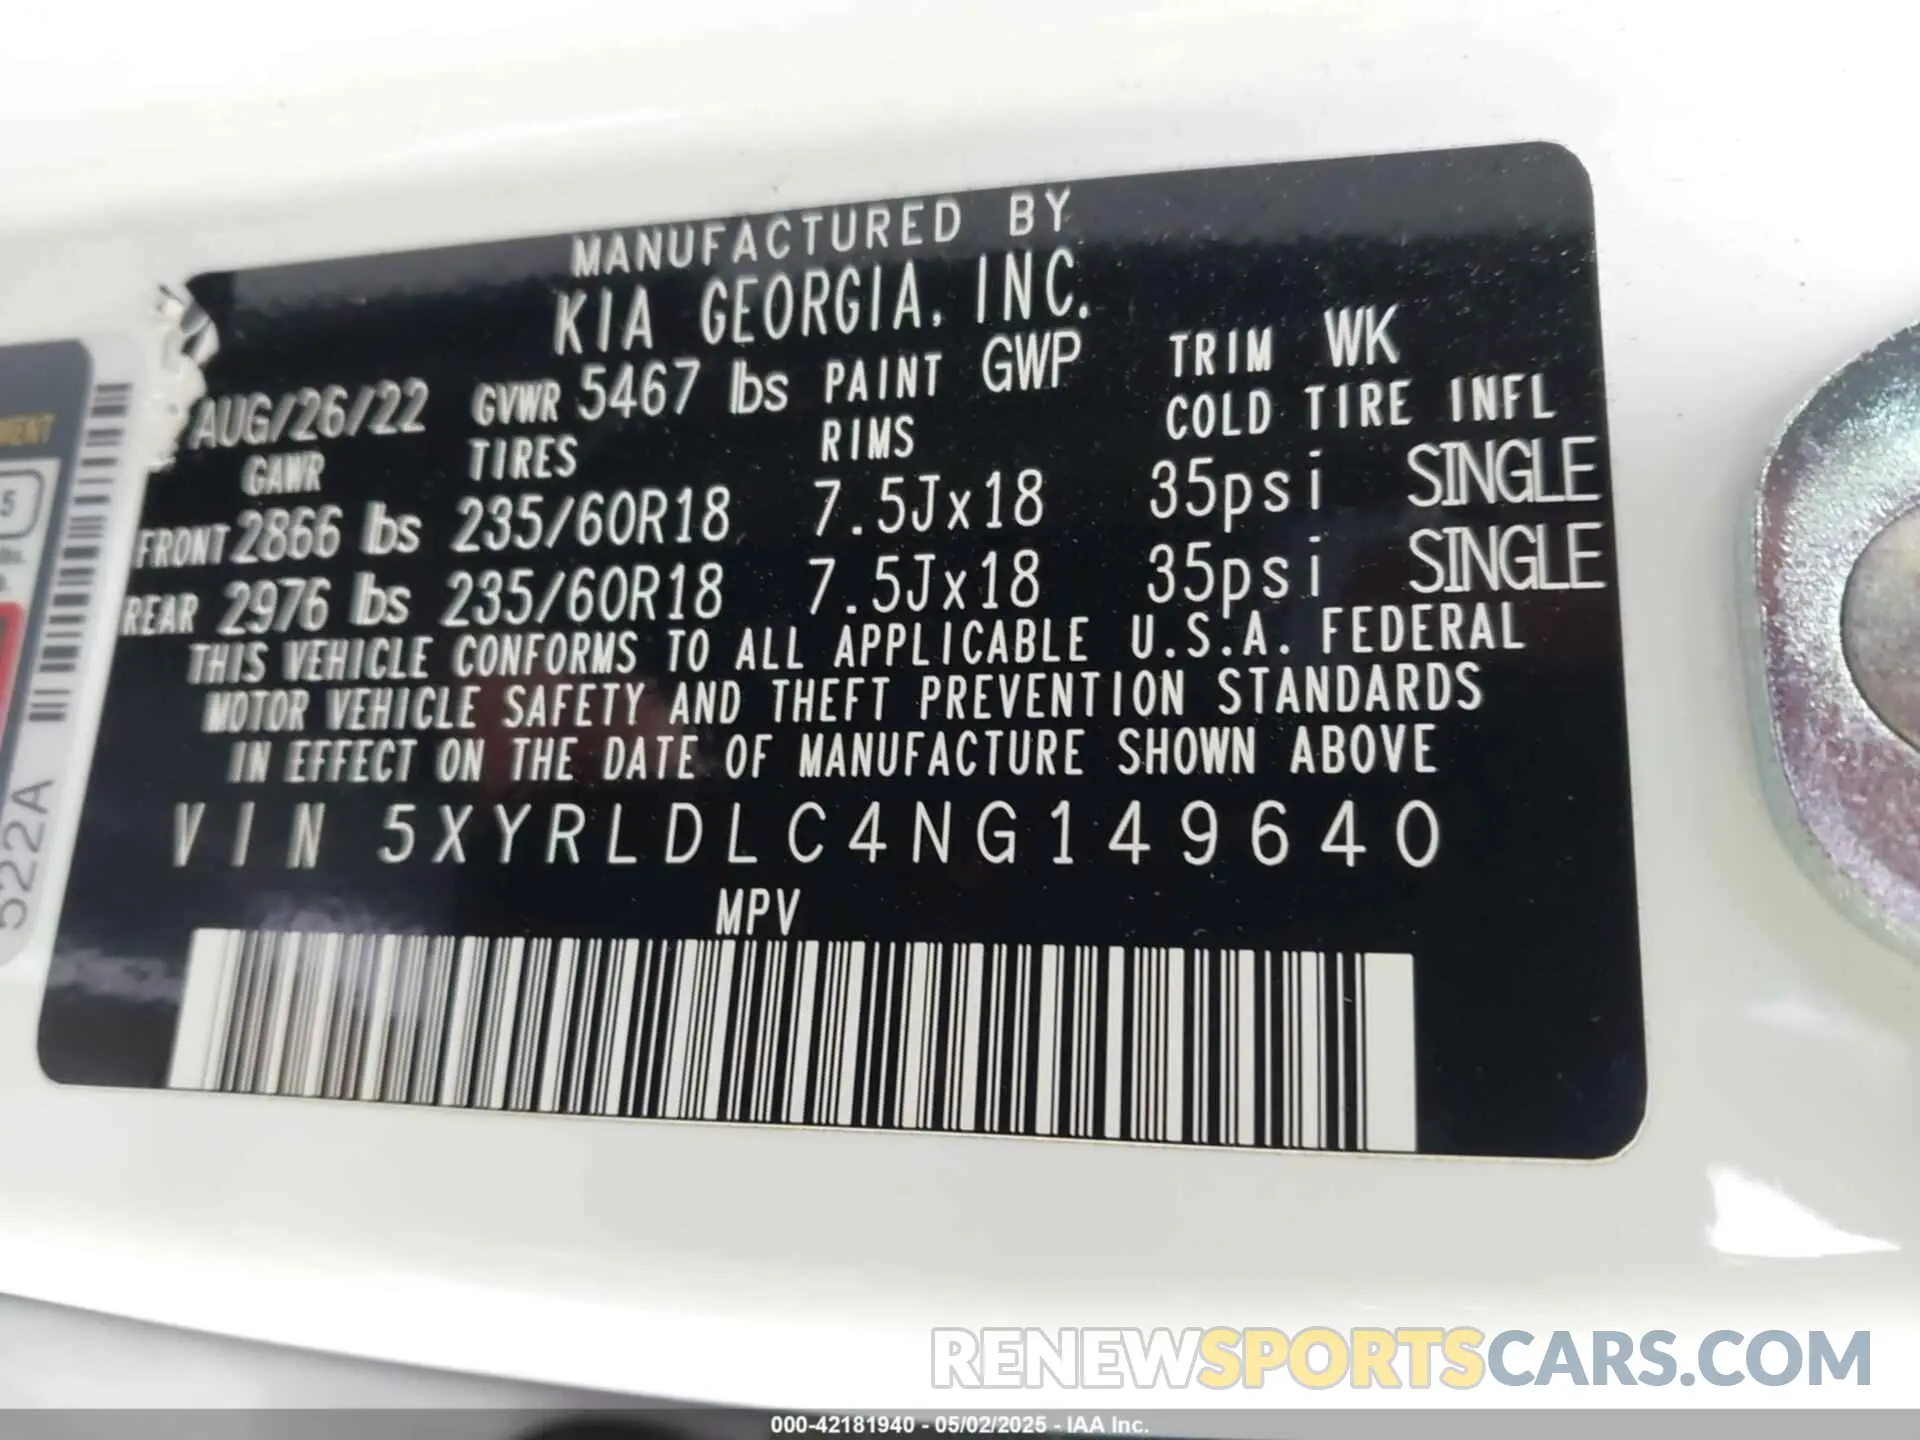 MANUFACTURED BY
KIA GEORGIA, INC.
AUG/26/22 GVWR 5467 lbs PAINT GWP TRIM WK
GAWR TIRES RIMS COLD TIRE INFL
FRONT 2866 lbs 235/60R18 7.5Jx18 35psi SINGLE
REAR 2976 lbs 235/60R18 7.5Jx18 35psi SINGLE
THIS VEHICLE CONFORMS TO ALL APPLICABLE U.S.A. FEDERAL
MOTOR VEHICLE SAFETY AND THEFT PREVENTION STANDARDS
IN EFFECT ON THE DATE OF MANUFACTURE SHOWN ABOVE
VIN 5XYRLDLC4NG149640
MPV
5
522A
RENEWSPORTSCARS.COM
000-42181940 - 05/02/2025 - IAA Inc.